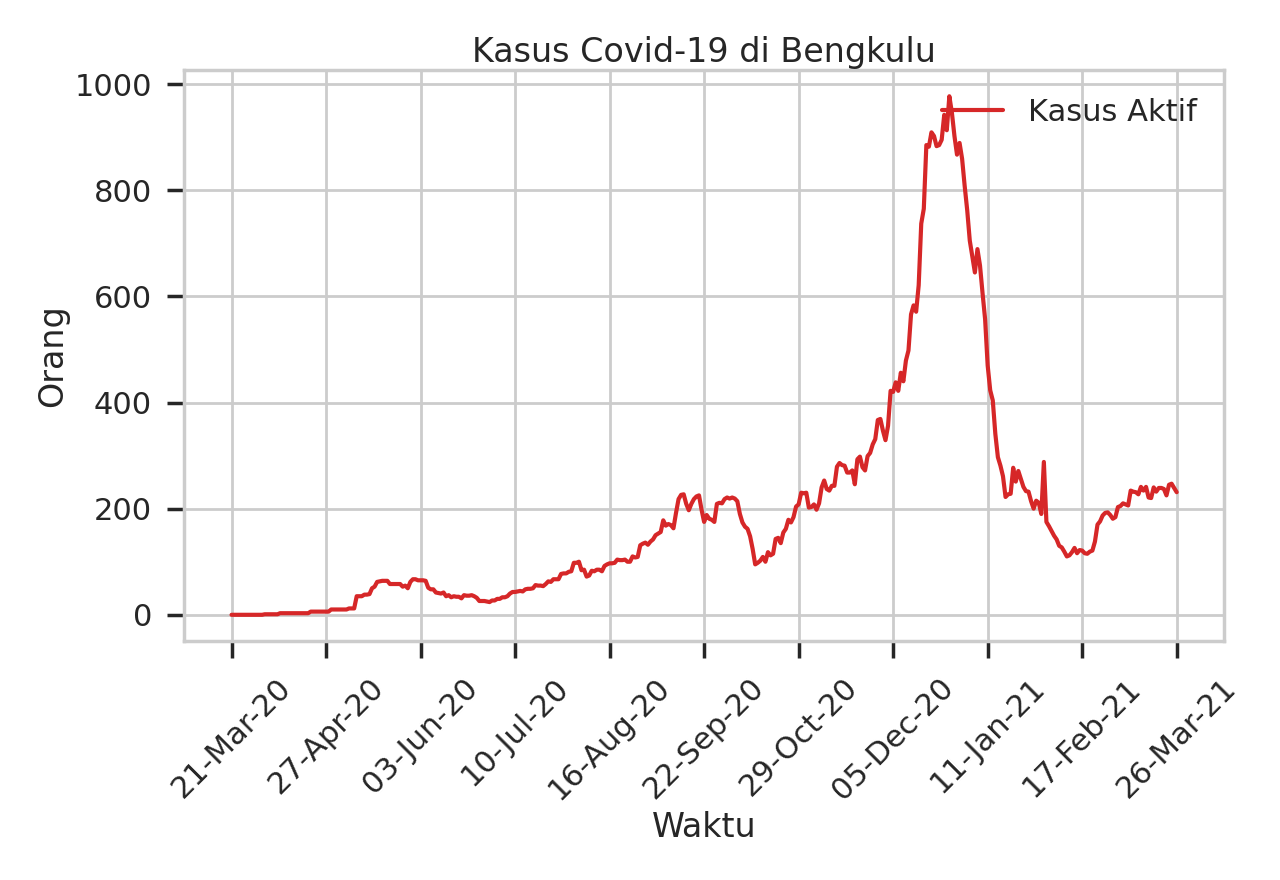 Kasus Covid-19 di Bengkulu
Kasus Aktif
1000
800
600
400
200
0
Orang
21-Mar-20
27-Apr-20
03-Jun-20
10-Jul-20
16-Aug-20
22-Sep-20
29-Oct-20
05-Dec-20
11-Jan-21
17-Feb-21
26-Mar-21
Waktu